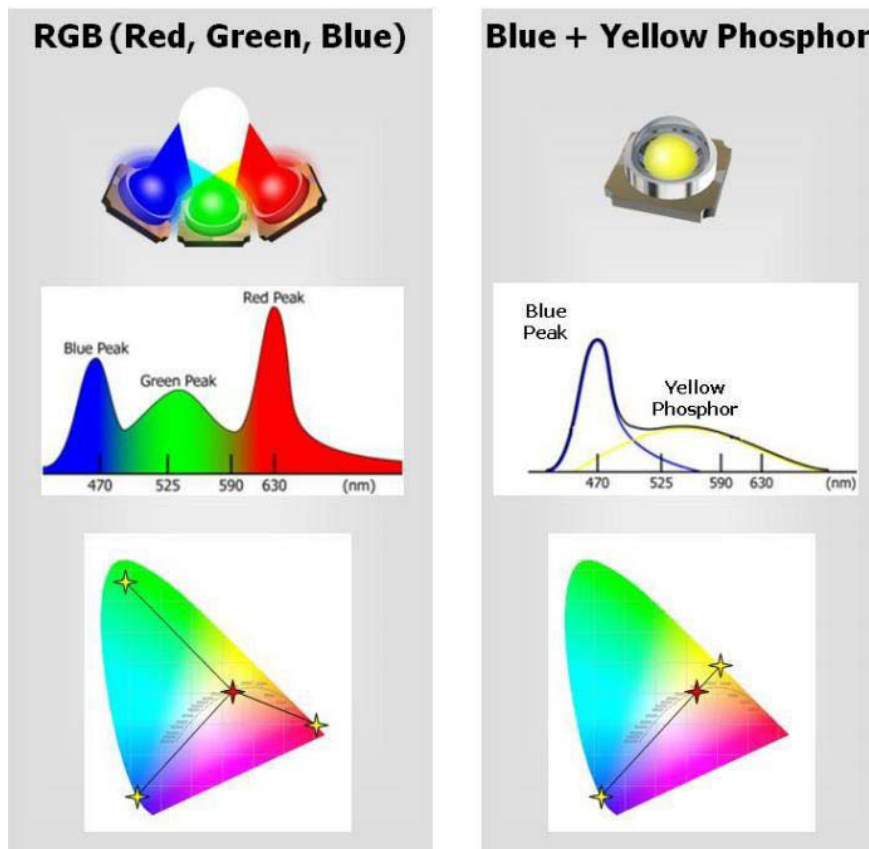 RGB (Red, Green, Blue)
Red Peak
Blue Peak
Green Peak
470 525 590 630 (nm)
Blue + Yellow Phosphor
Blue
Peak
Yellow
Phosphor
470 525 590 630 (nm)